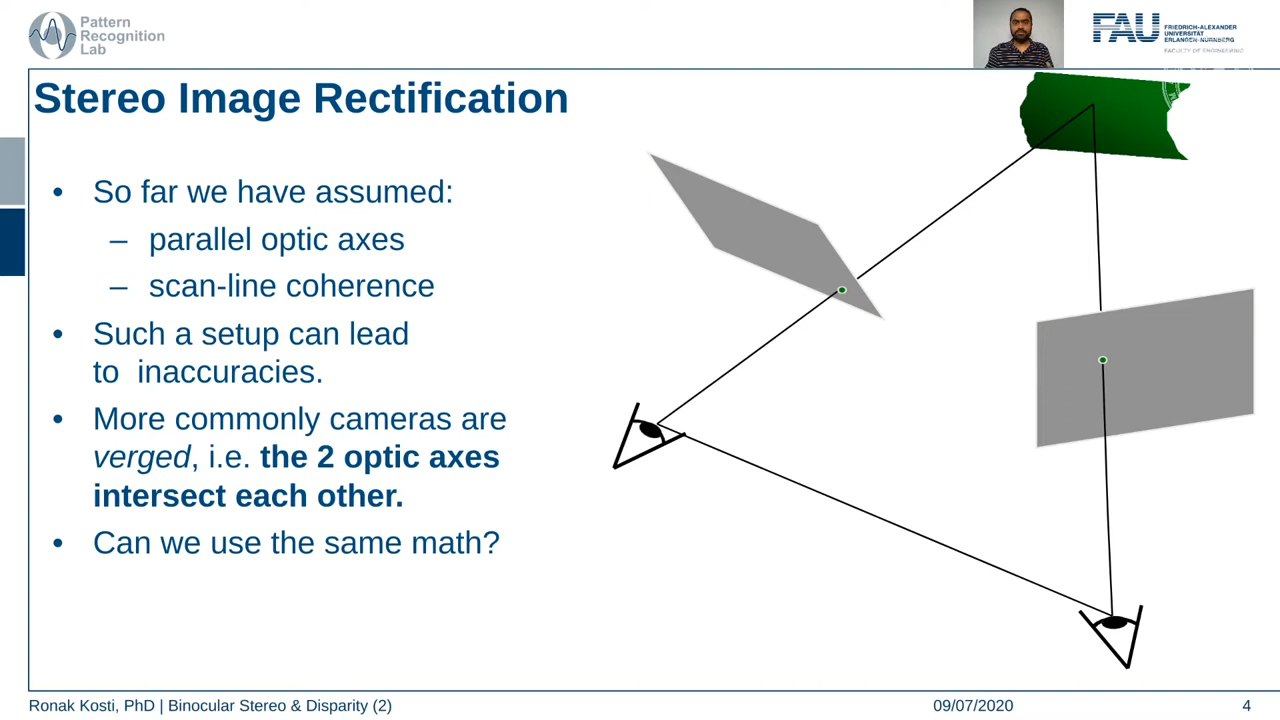 Pattern
Recognition
Lab
FAU
FRIEDRICH-ALEXANDER
UNIVERSITÄT
ERLANGEN-NÜRNBERG
FACULTY OF ENGINEERING
Stereo Image Rectification
• So far we have assumed:
– parallel optic axes
– scan-line coherence
• Such a setup can lead
to inaccuracies.
• More commonly cameras are
verged, i.e. the 2 optic axes
intersect each other.
• Can we use the same math?
Ronak Kosti, PhD | Binocular Stereo & Disparity (2)
09/07/2020
4